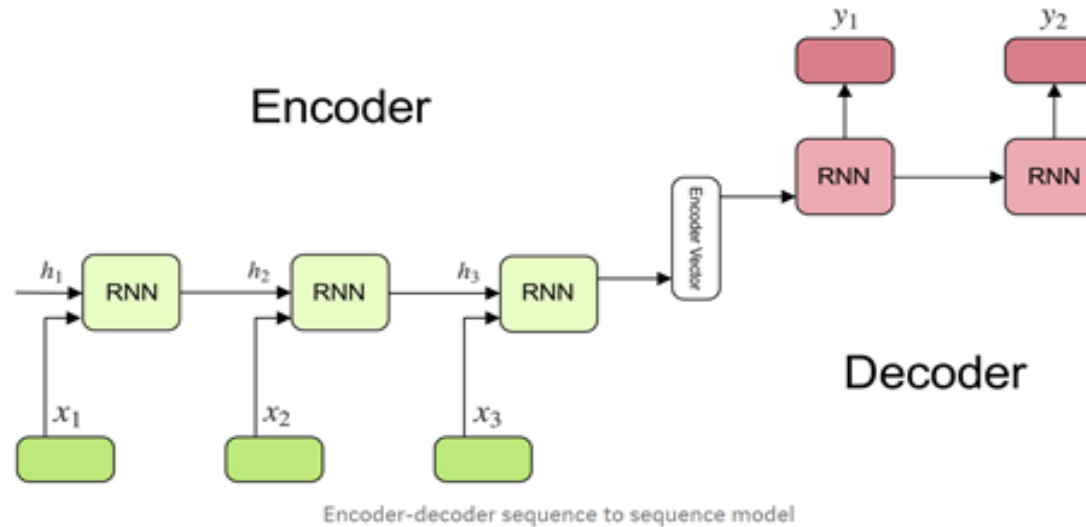 y₁ y₂
Encoder
RNN RNN
Encoder Vector
h₁ RNN h₂ RNN h₃ RNN
Decoder
x₁ x₂ x₃
Encoder-decoder sequence to sequence model